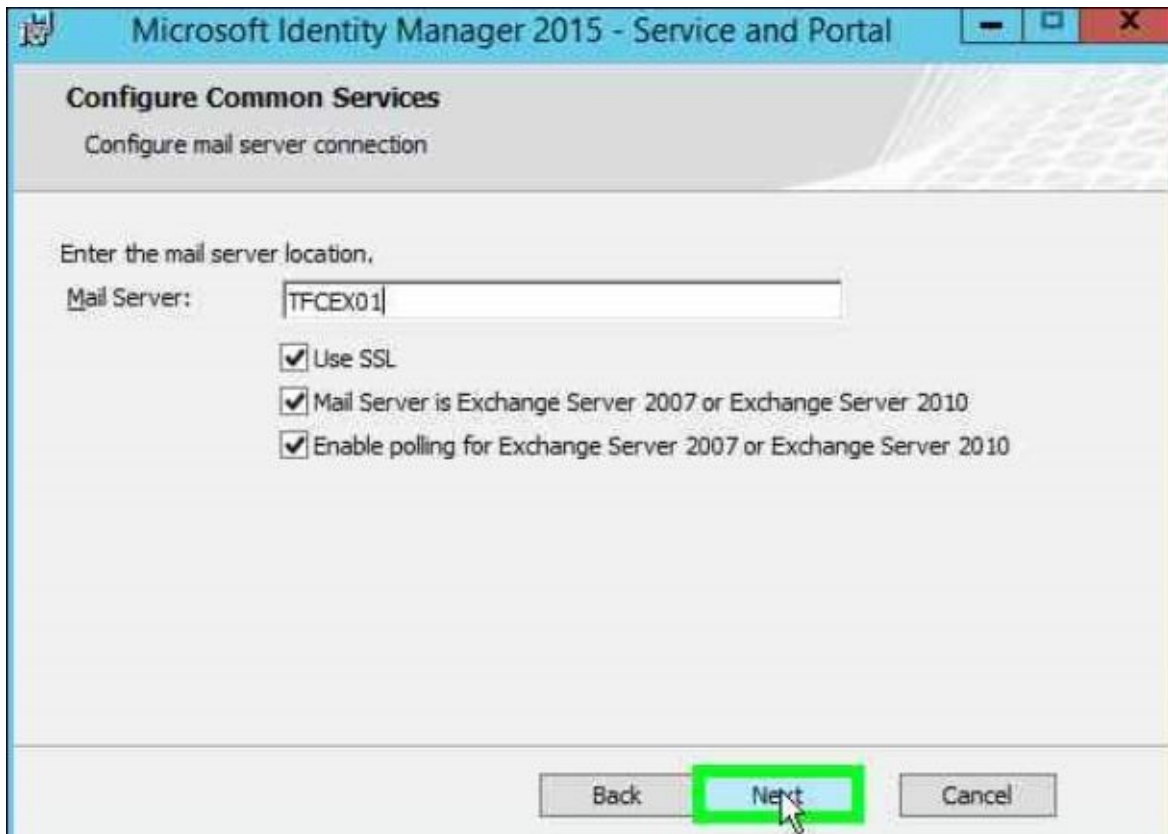 Microsoft Identity Manager 2015 - Service and Portal
Configure Common Services
Configure mail server connection
Enter the mail server location.
Mail Server: TFCEX01
Use SSL
Mail Server is Exchange Server 2007 or Exchange Server 2010
Enable polling for Exchange Server 2007 or Exchange Server 2010
Back Next Cancel